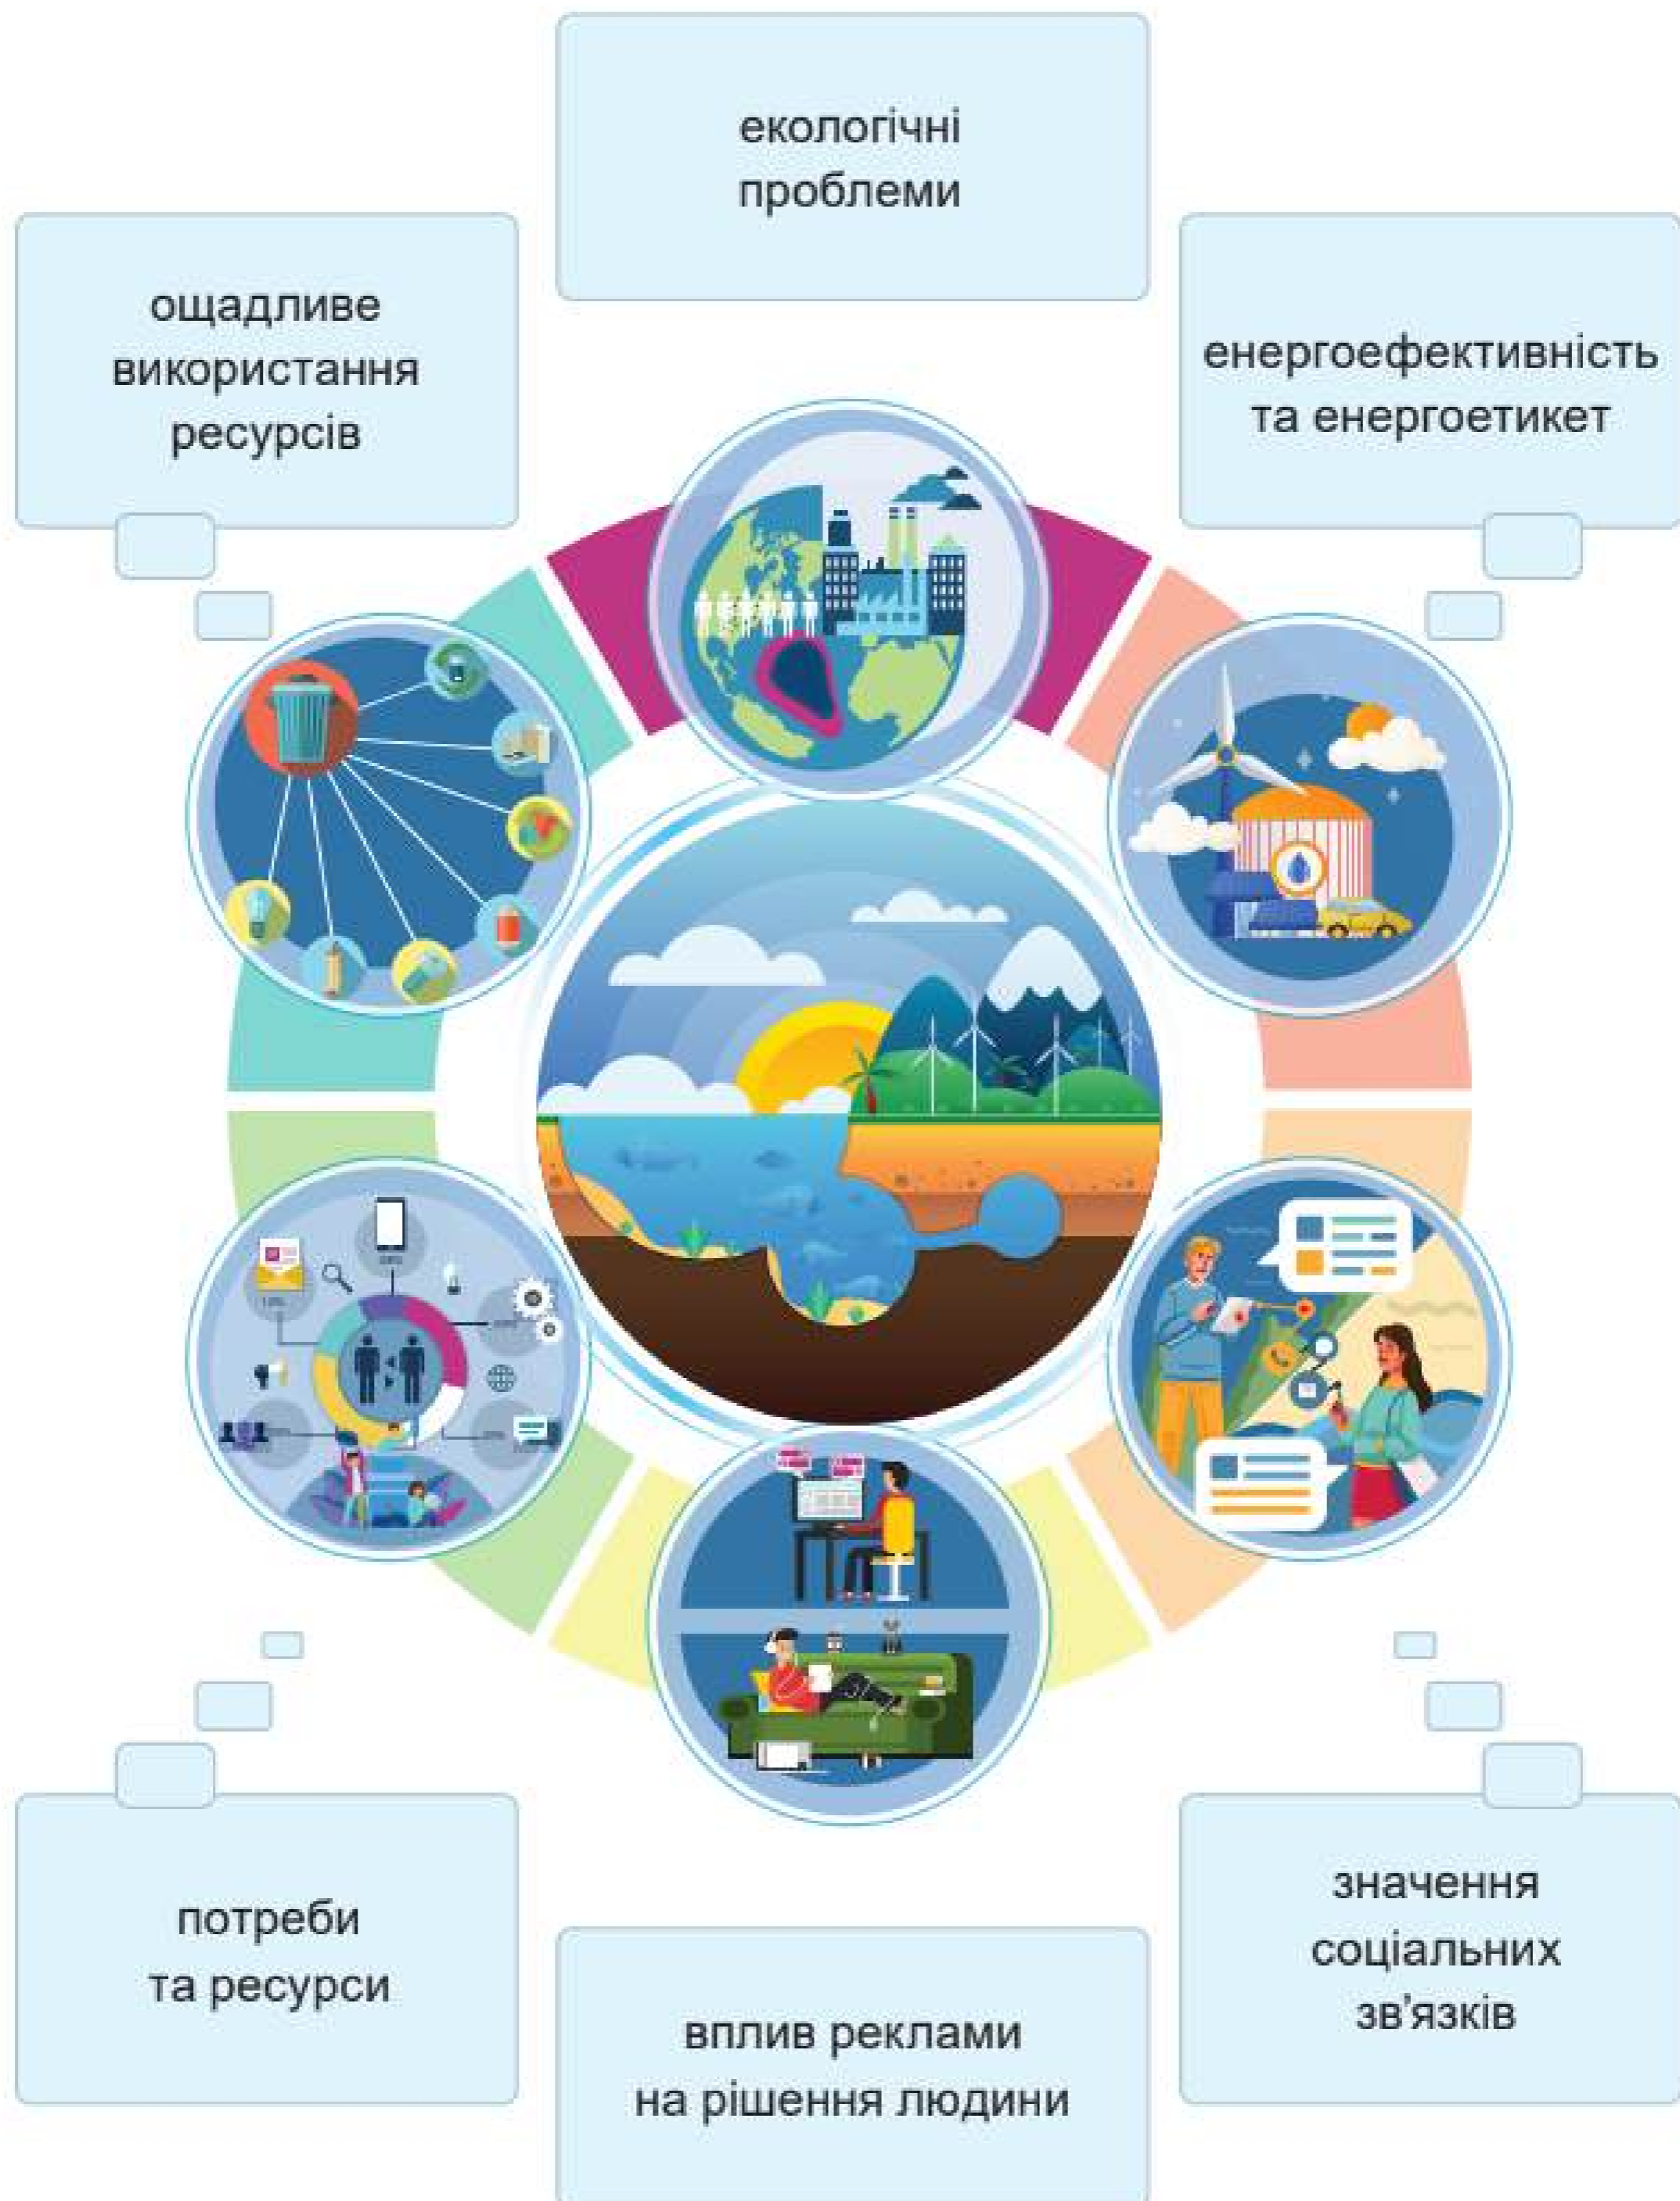 екологічні
проблеми
ощадливе
використання
ресурсів
енергоефективність
та енергоетикет
потреби
та ресурси
вплив реклами
на рішення людини
значення
соціальних
зв'язків